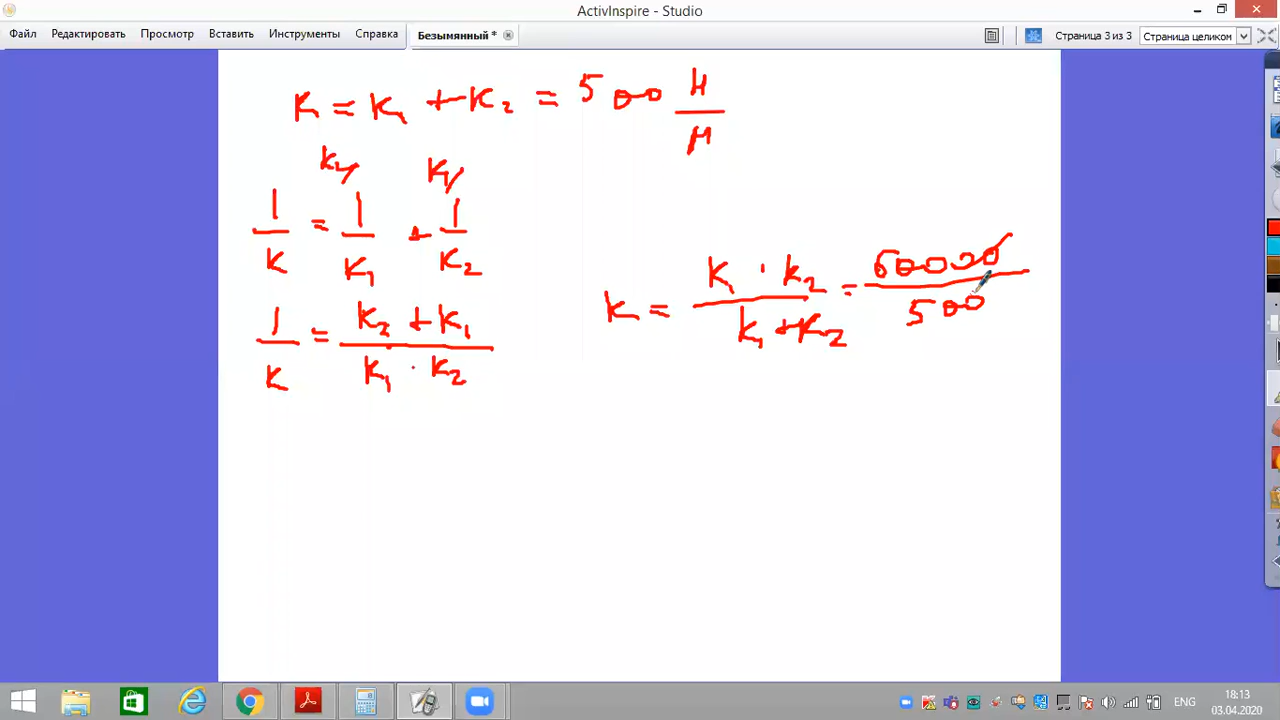 ActivInspire - Studio
Файл Редактировать Просмотр Вставить Инструменты Справка Безымянный * Страница 3 из 3 Страница целиком
K = K₁ + K₂ = 500 Н/м
K₂ K₁
1/K = 1/K₁ + 1/K₂
K = K₁ · K₂ / K₁ + K₂ = 60000 / 500
1/K = K₂ + K₁ / K₁ · K₂
ENG 18:13
03.04.2020